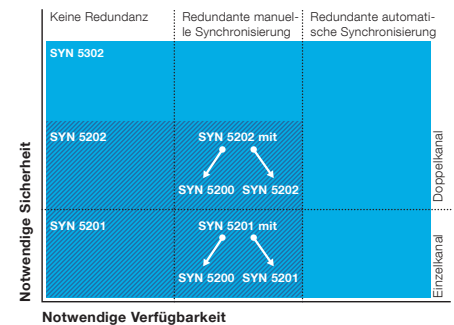 Keine Redundanz
Redundante manuel-
le Synchronisierung
Redundante automati-
sche Synchronisierung
SYN 5302
SYN 5202
SYN 5202 mit
SYN 5200 SYN 5202
SYN 5201
SYN 5201 mit
SYN 5200 SYN 5201
Doppelkanal
Einzelkanal
Notwendige Sicherheit
Notwendige Verfügbarkeit